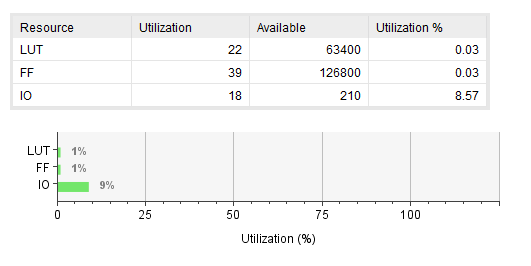 Resource Utilization Available Utilization %
LUT 22 63400 0.03
FF 39 126800 0.03
IO 18 210 8.57
LUT 1%
FF 1%
IO 9%
0 25 50 75 100
Utilization (%)